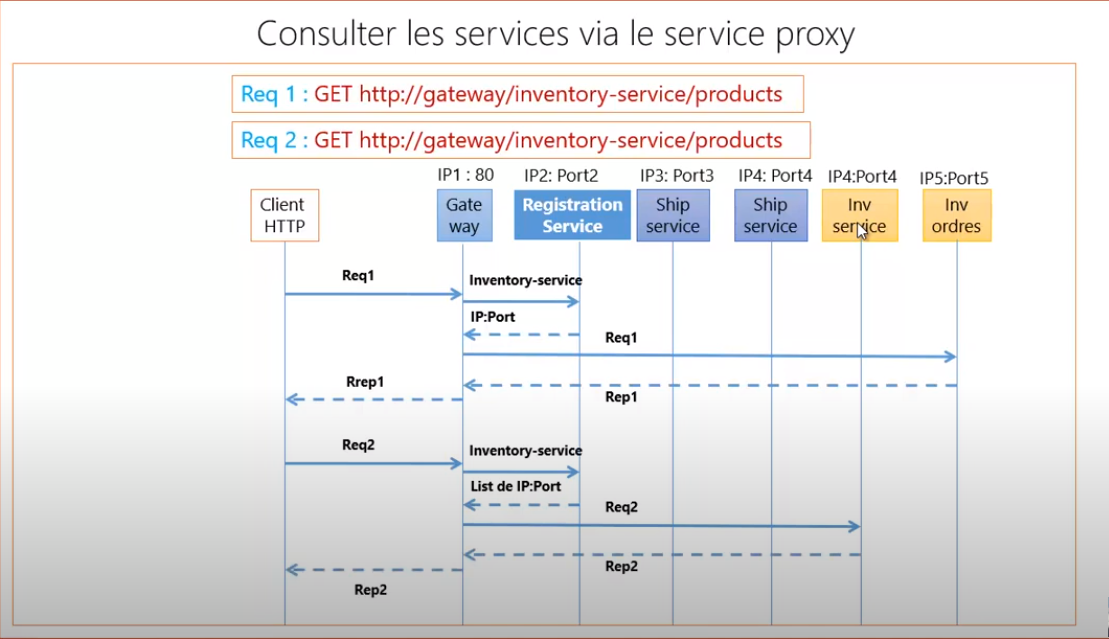 Consulter les services via le service proxy
Req 1 : GET http://gateway/inventory-service/products
Req 2 : GET http://gateway/inventory-service/products
IP1 : 80
IP2: Port2
IP3: Port3
IP4: Port4
IP4:Port4
IP5:Port5
Client
HTTP
Gate
way
Registration
Service
Ship
service
Ship
service
Inv
service
Inv
ordres
Req1
Inventory-service
IP:Port
Req1
Rrep1
Rep1
Req2
Inventory-service
List de IP:Port
Req2
Rep2
Rep2